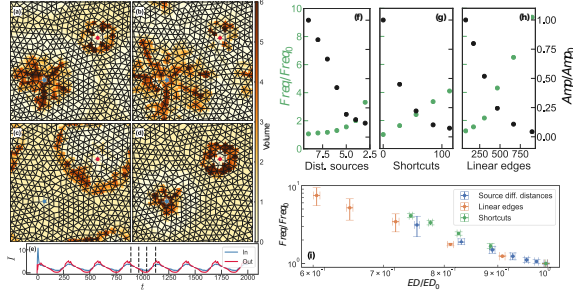 (a)
(b)
(c)
(d)
6
5
4
3
2
1
0
Volume
(e)
I
10
0
In
Out
0 250 500 750 1000 1250 1500 1750 2000
t
(f)
(g)
(h)
10
8
6
4
2
0
Freq/Freq₀
7.5 5.0 2.5
Dist. sources
0 100
Shortcuts
250 500 750
Linear edges
1,00
0,75
0,50
0,25
0,00
Amp/Amp₀
(i)
Freq/Freq₀
10¹
10⁰
Source diff. distances
Linear edges
Shortcuts
6 × 10⁻¹ 7 × 10⁻¹ 8 × 10⁻¹ 9 × 10⁻¹ 10⁰
ED/ED₀